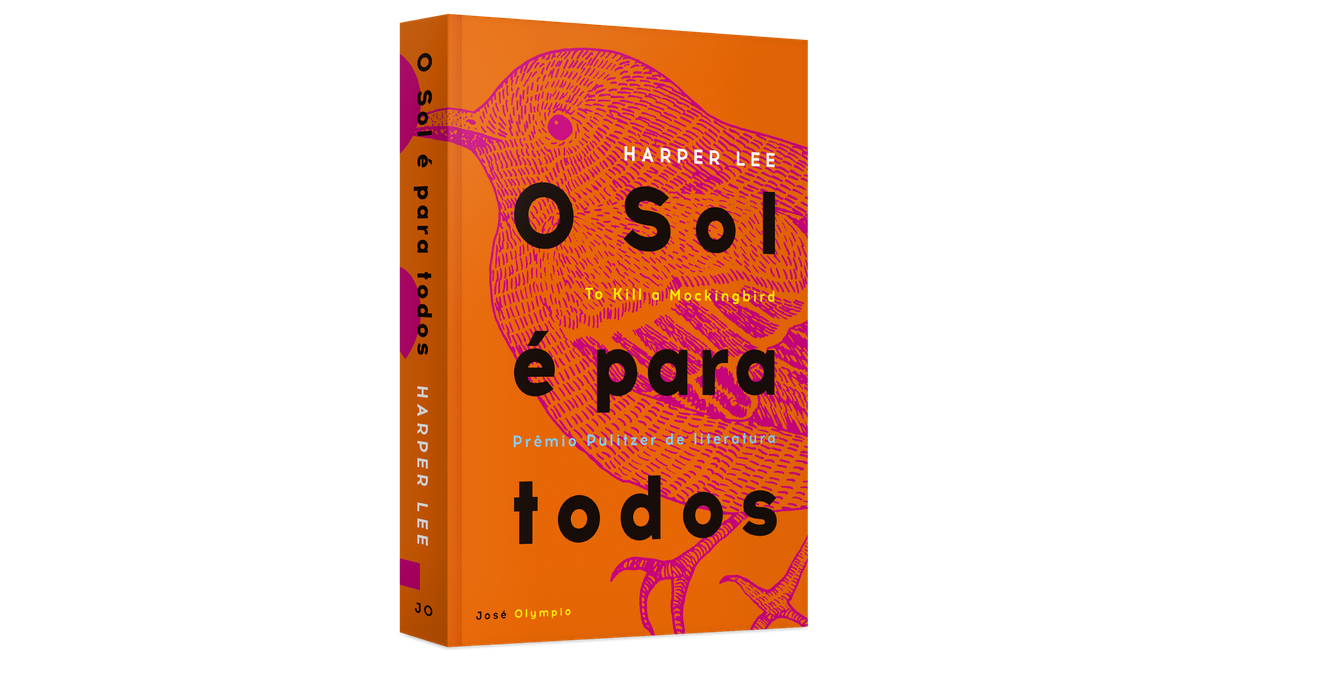 O Sol é para todos HARPER LEE
JO
HARPER LEE
O Sol
To Kill a Mockingbird
é para
Prêmio Pulitzer de literatura
todos
José Olympio